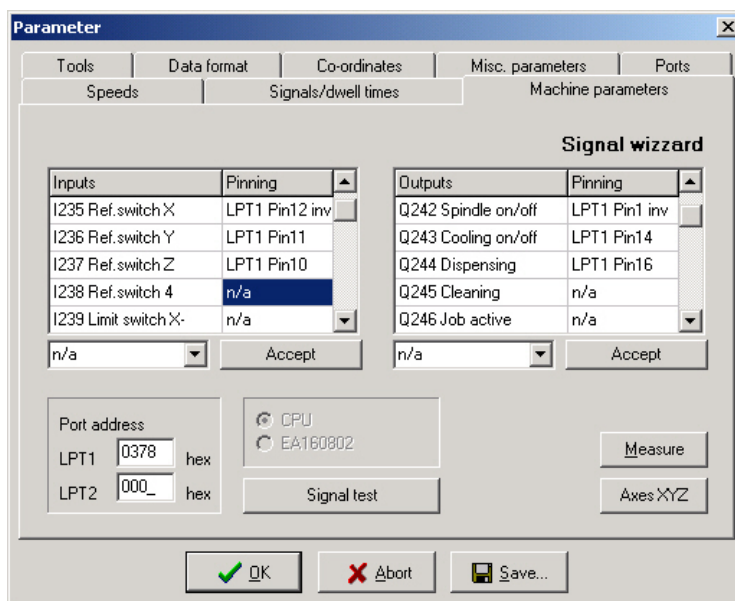 Parameter
Tools Data format Co-ordinates Misc. parameters Ports
Speeds Signals/dwell times Machine parameters
Signal wizzard
Inputs Pinning Outputs Pinning
I235 Ref.switch X LPT1 Pin12 inv Q242 Spindle on/off LPT1 Pin1 inv
I236 Ref.switch Y LPT1 Pin11 Q243 Cooling on/off LPT1 Pin14
I237 Ref.switch Z LPT1 Pin10 Q244 Dispensing LPT1 Pin16
I238 Ref.switch 4 n/a Q245 Cleaning n/a
I239 Limit switch X- n/a Q246 Job active n/a
n/a Accept n/a Accept
Port address CPU
LPT1 0378 hex EA160802 Measure
LPT2 000_ hex Signal test Axes XYZ
OK Abort Save...